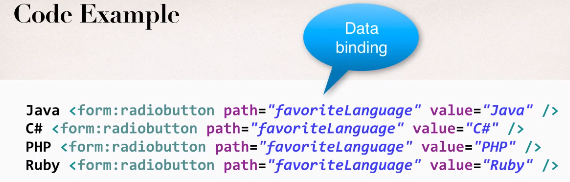 Code Example
Data
binding
Java <form:radiobutton path="favoriteLanguage" value="Java" />
C# <form:radiobutton path="favoriteLanguage" value="C#" />
PHP <form:radiobutton path="favoriteLanguage" value="PHP" />
Ruby <form:radiobutton path="favoriteLanguage" value="Ruby" />